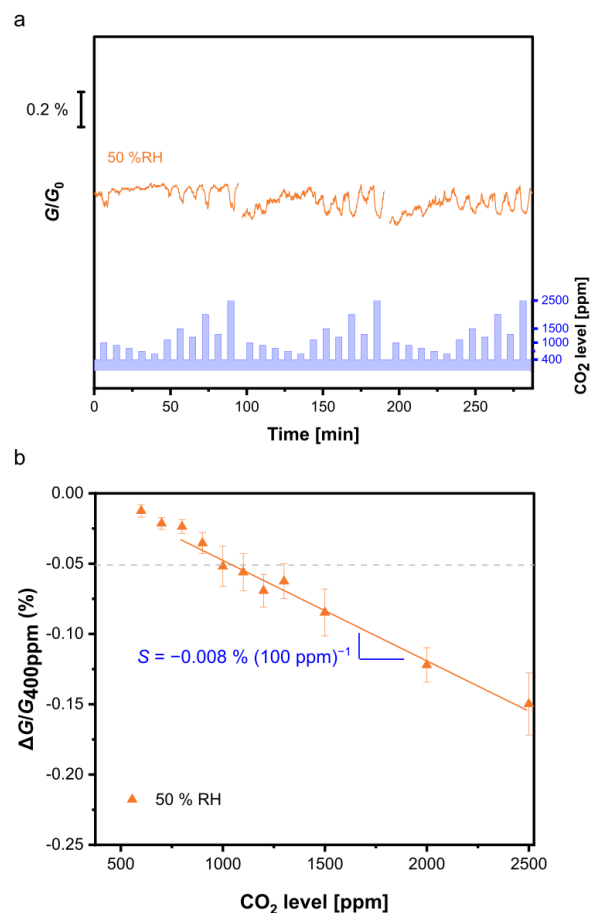 a
0.2 %
50 %RH
G/G0
CO2 level [ppm]
2500
1500
1000
400
0 50 100 150 200 250
Time [min]
b
0.00
-0.05
-0.10
-0.15
-0.20
-0.25
ΔG/G400ppm (%)
S = −0.008 % (100 ppm)−1
50 % RH
500 1000 1500 2000 2500
CO2 level [ppm]